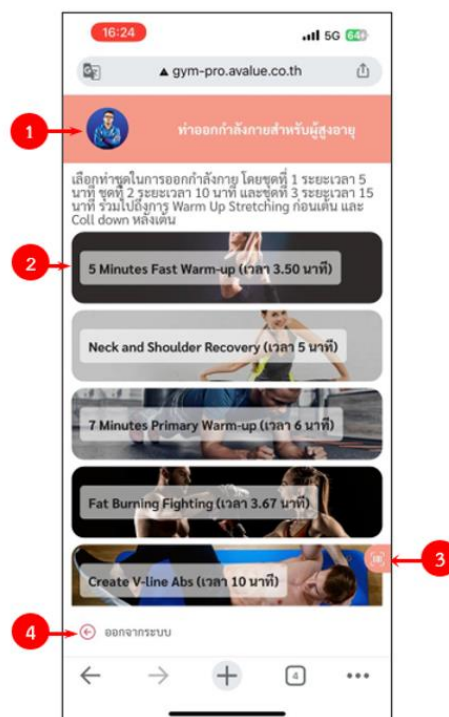 16:24
5G 64
gym-pro.avalue.co.th
1
ท่าออกกำลังกายสำหรับผู้สูงอายุ
เลือกท่าชุดในการออกกำลังกาย โดยชุดที่ 1 ระยะเวลา 5
นาที ชุดที่ 2 ระยะเวลา 10 นาที และชุดที่ 3 ระยะเวลา 15
นาที รวมไปถึงการ Warm Up Stretching ก่อนเต้น และ
Coll down หลังเต้น
2
5 Minutes Fast Warm-up (เวลา 3.50 นาที)
Neck and Shoulder Recovery (เวลา 5 นาที)
7 Minutes Primary Warm-up (เวลา 6 นาที)
Fat Burning Fighting (เวลา 3.67 นาที)
3
Create V-line Abs (เวลา 10 นาที)
4
ออกจากระบบ
4